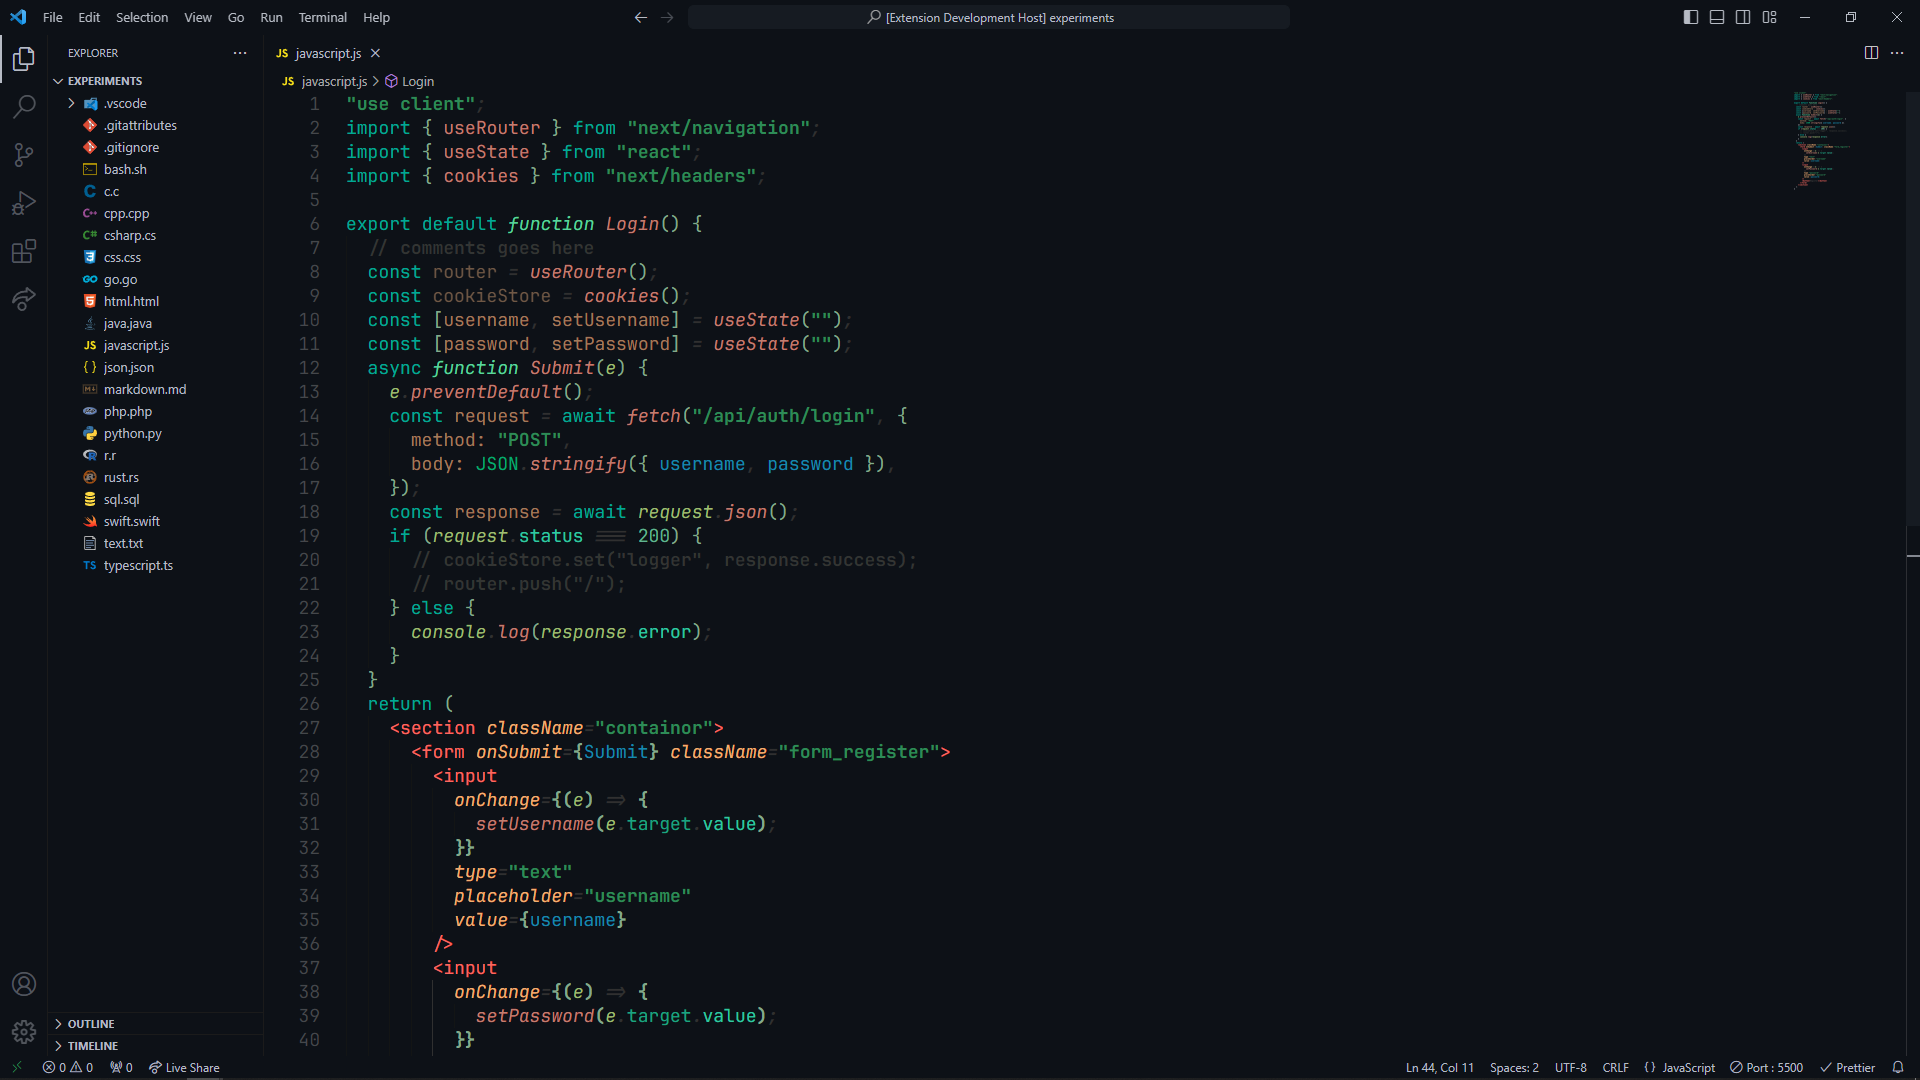 File Edit Selection View Go Run Terminal Help
[Extension Development Host] experiments
EXPLORER
EXPERIMENTS
.vscode
.gitattributes
.gitignore
bash.sh
C c.c
C++ cpp.cpp
C# csharp.cs
css.css
GO go.go
html.html
java.java
JS javascript.js
{ } json.json
markdown.md
php.php
python.py
r.r
rust.rs
sql.sql
swift.swift
text.txt
TS typescript.ts
OUTLINE
TIMELINE
JS javascript.js
JS javascript.js > Login
1 "use client";
2 import { useRouter } from "next/navigation";
3 import { useState } from "react";
4 import { cookies } from "next/headers";
5
6 export default function Login() {
7 // comments goes here
8 const router = useRouter();
9 const cookieStore = cookies();
10 const [username, setUsername] = useState("");
11 const [password, setPassword] = useState("");
12 async function Submit(e) {
13 e.preventDefault();
14 const request = await fetch("/api/auth/login", {
15 method: "POST",
16 body: JSON.stringify({ username, password }),
17 });
18 const response = await request.json();
19 if (request.status === 200) {
20 // cookieStore.set("logger", response.success);
21 // router.push("/");
22 } else {
23 console.log(response.error);
24 }
25 }
26 return (
27 <section className="containor">
28 <form onSubmit={Submit} className="form_register">
29 <input
30 onChange={(e) => {
31 setUsername(e.target.value);
32 }}
33 type="text"
34 placeholder="username"
35 value={username}
36 />
37 <input
38 onChange={(e) => {
39 setPassword(e.target.value);
40 }}
0 0 0 Live Share
Ln 44, Col 11 Spaces: 2 UTF-8 CRLF { } JavaScript Port : 5500 Prettier